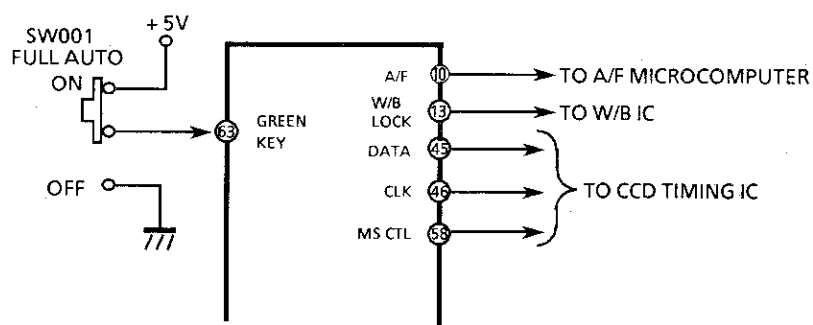 SW001
FULL AUTO
+5V
ON
OFF
63
GREEN
KEY
A/F
10
TO A/F MICROCOMPUTER
W/B
LOCK
13
TO W/B IC
DATA
45
CLK
46
MS CTL
58
TO CCD TIMING IC